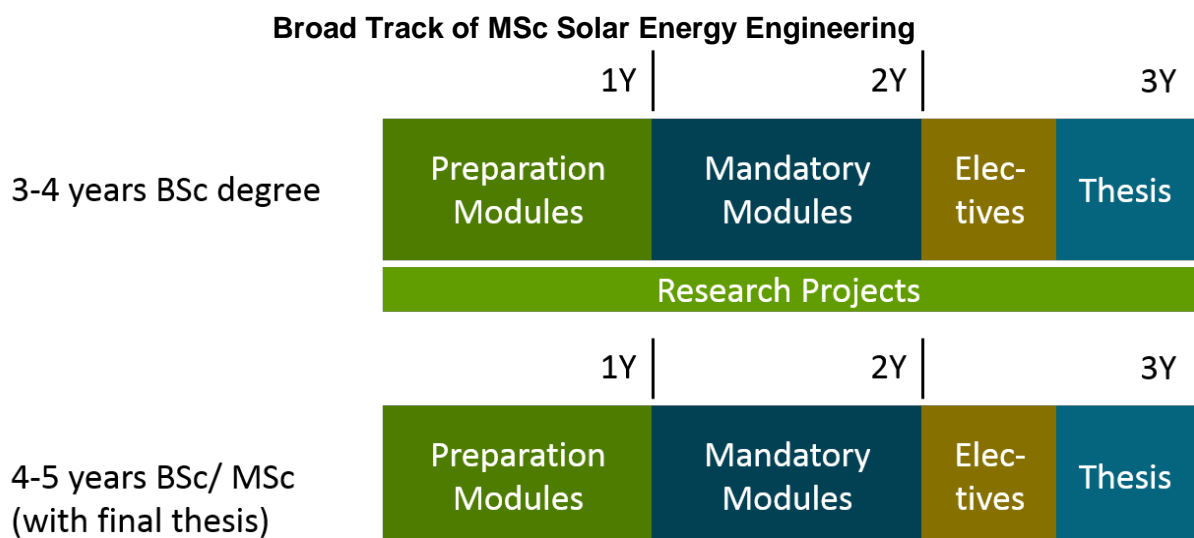 Broad Track of MSc Solar Energy Engineering
1Y
2Y
3Y
3-4 years BSc degree
Preparation
Modules
Mandatory
Modules
Elec-
tives
Thesis
Research Projects
1Y
2Y
3Y
4-5 years BSc/ MSc
(with final thesis)
Preparation
Modules
Mandatory
Modules
Elec-
tives
Thesis